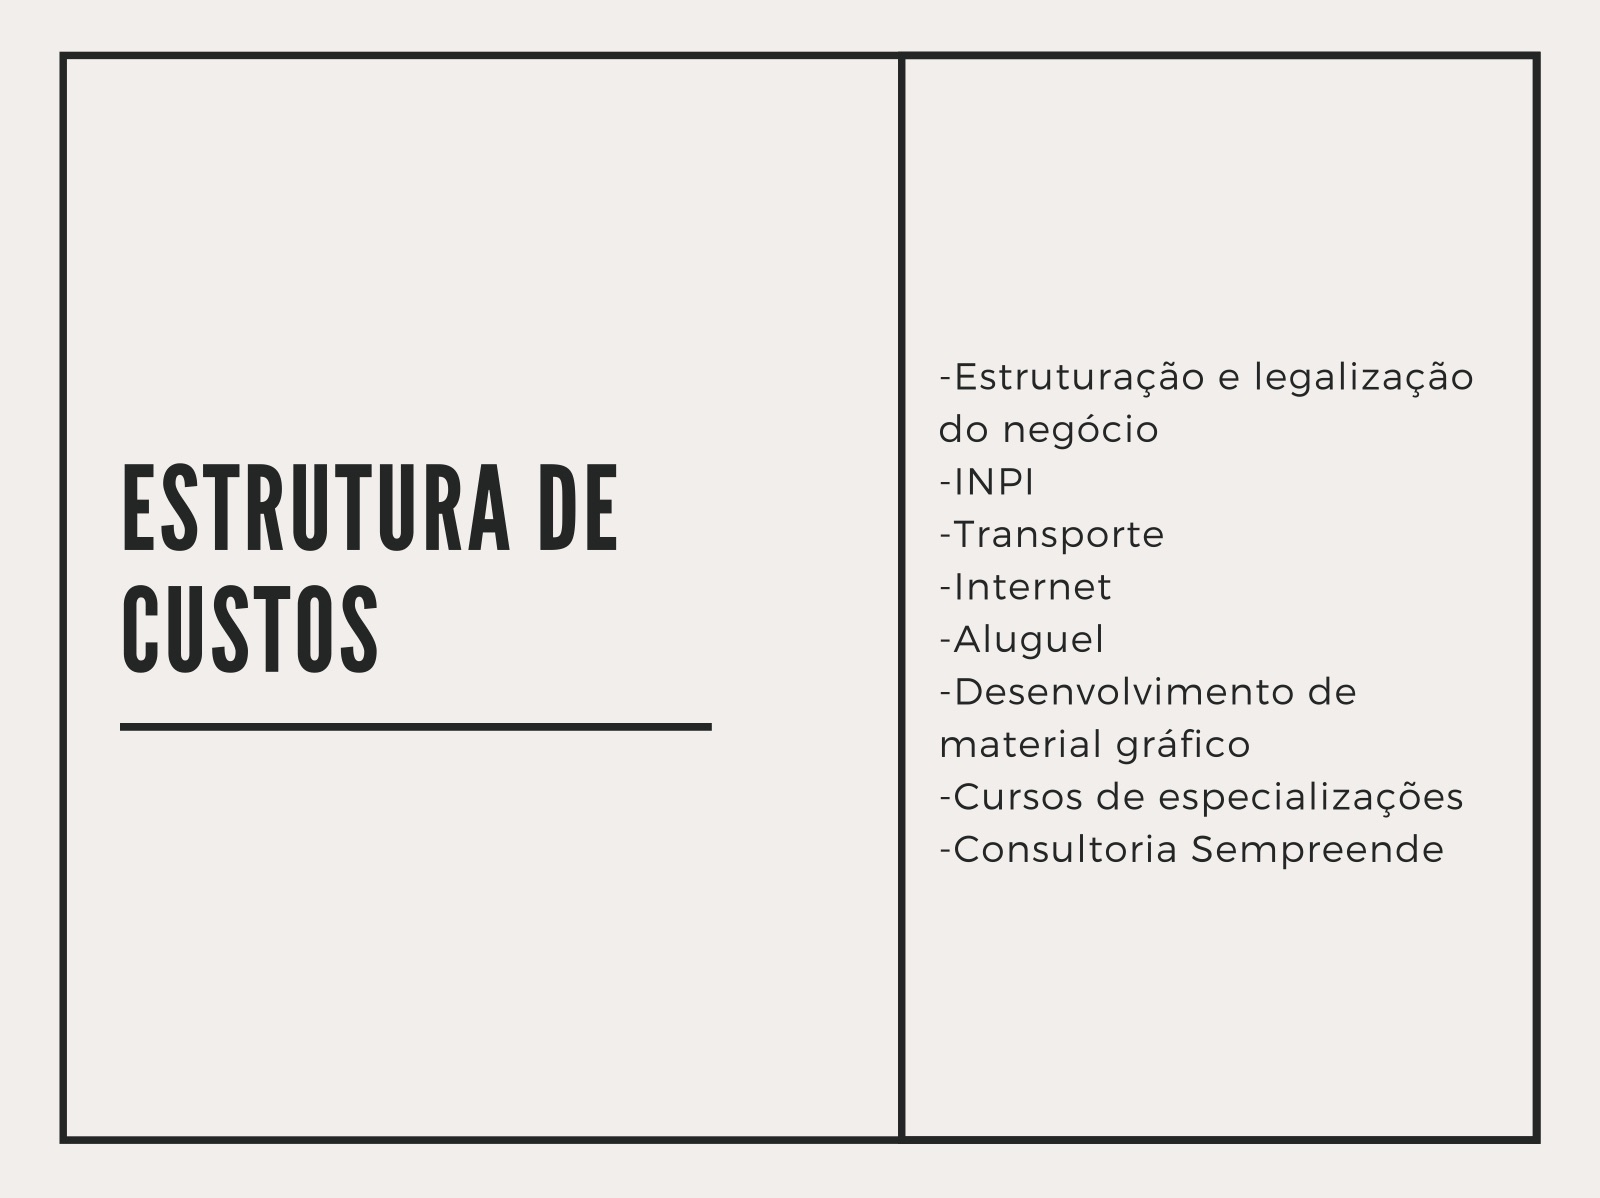 ESTRUTURA DE
CUSTOS
-Estruturação e legalização
do negócio
-INPI
-Transporte
-Internet
-Aluguel
-Desenvolvimento de
material gráfico
-Cursos de especializações
-Consultoria Sempreende